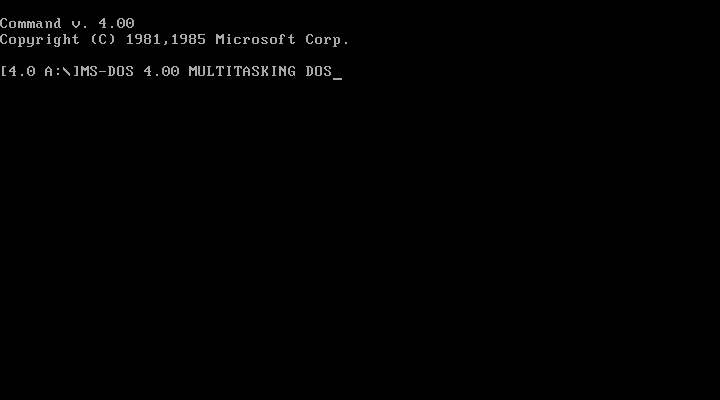 Command v. 4.00
Copyright (C) 1981,1985 Microsoft Corp.
[4.0 A:\]MS-DOS 4.00 MULTITASKING DOS_